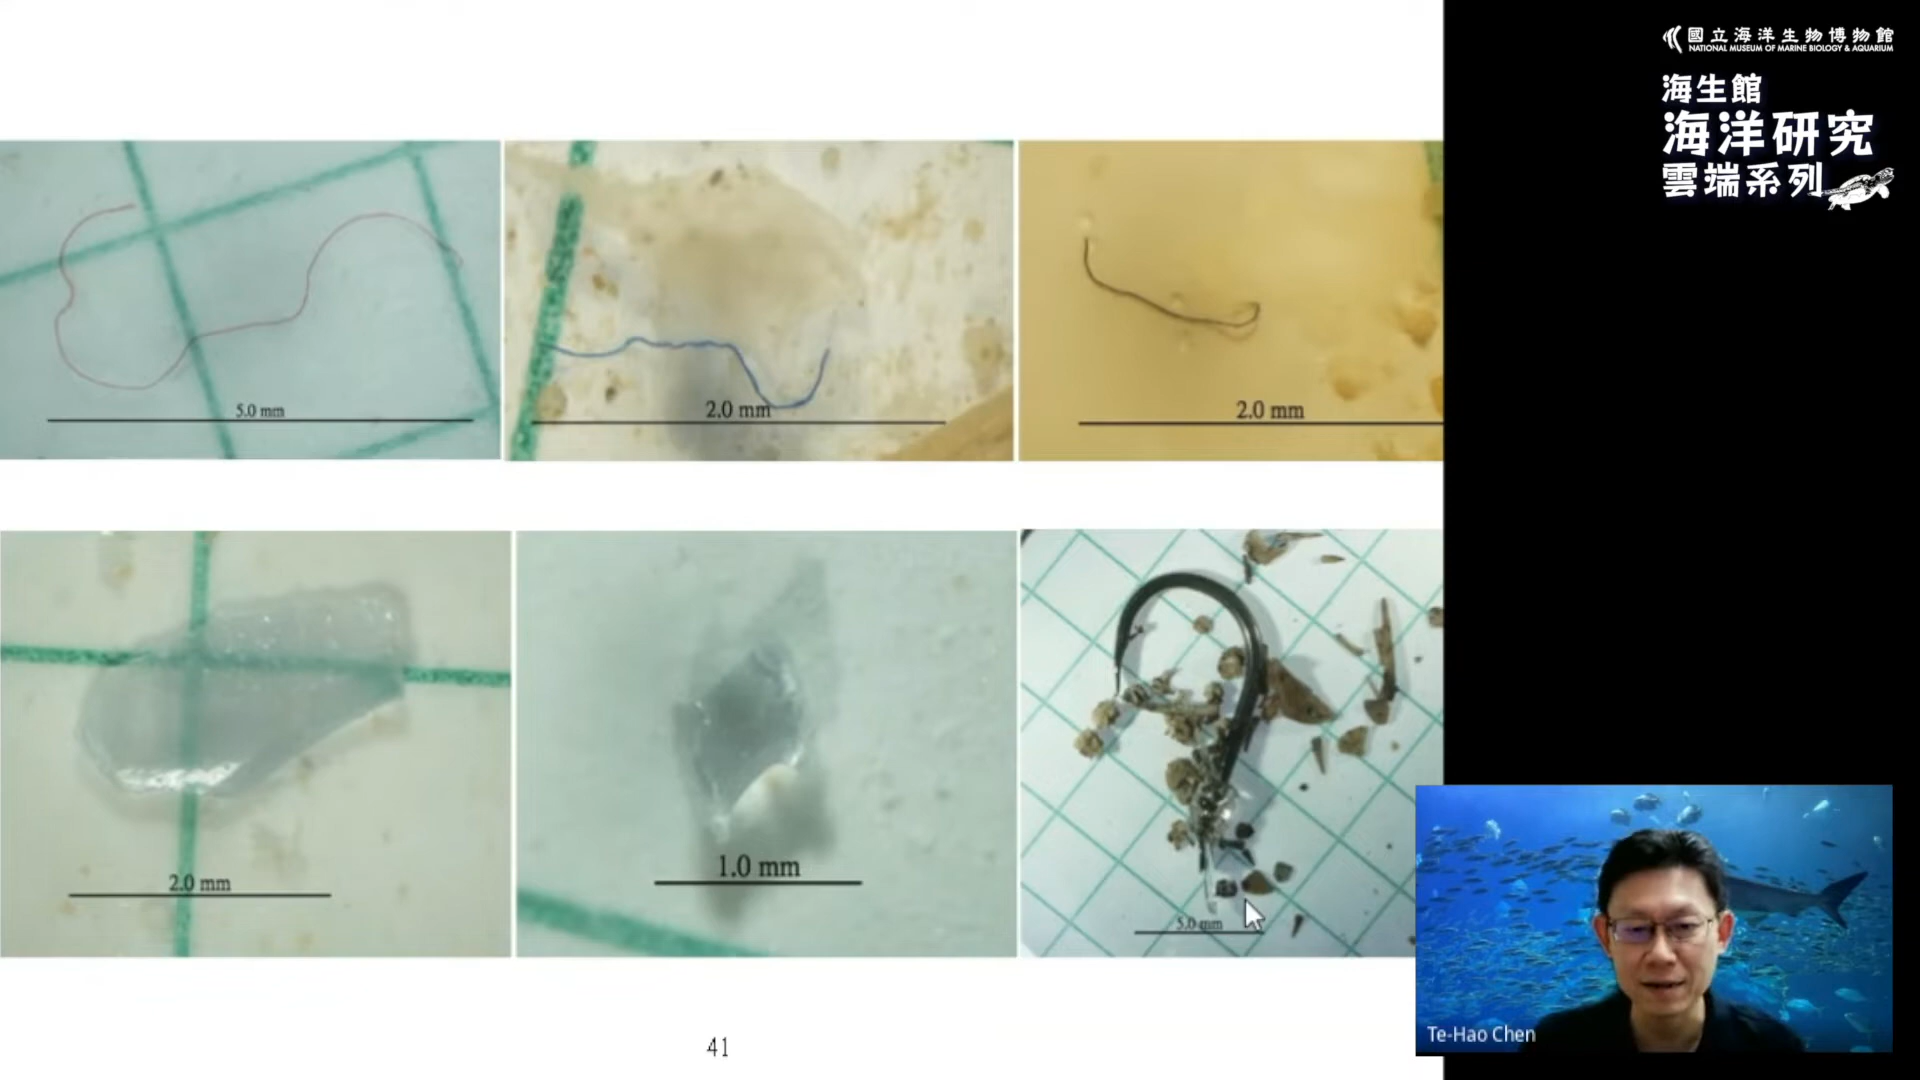 國立海洋生物博物館
NATIONAL MUSEUM OF MARINE BIOLOGY & AQUARIUM
海生館
海洋研究
雲端系列
5.0 mm
2.0 mm
2.0 mm
2.0 mm
1.0 mm
5.0 mm
41
Te-Hao Chen